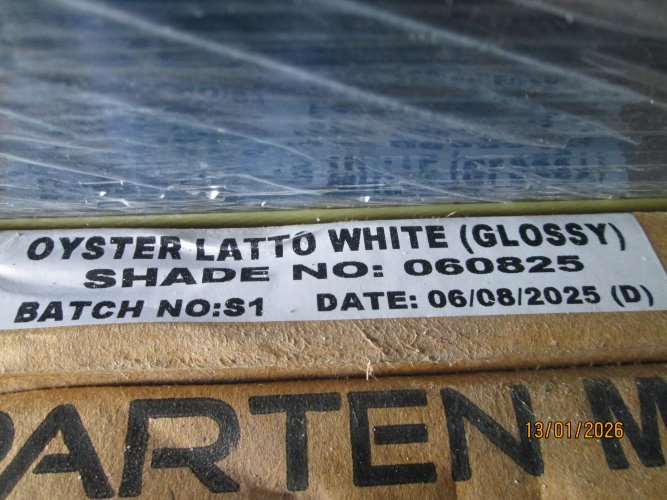 OYSTER LATTO WHITE (GLOSSY)
SHADE NO: 060825
BATCH NO:S1 DATE: 06/08/2025 (D)
PARTEN M
13/01/2026